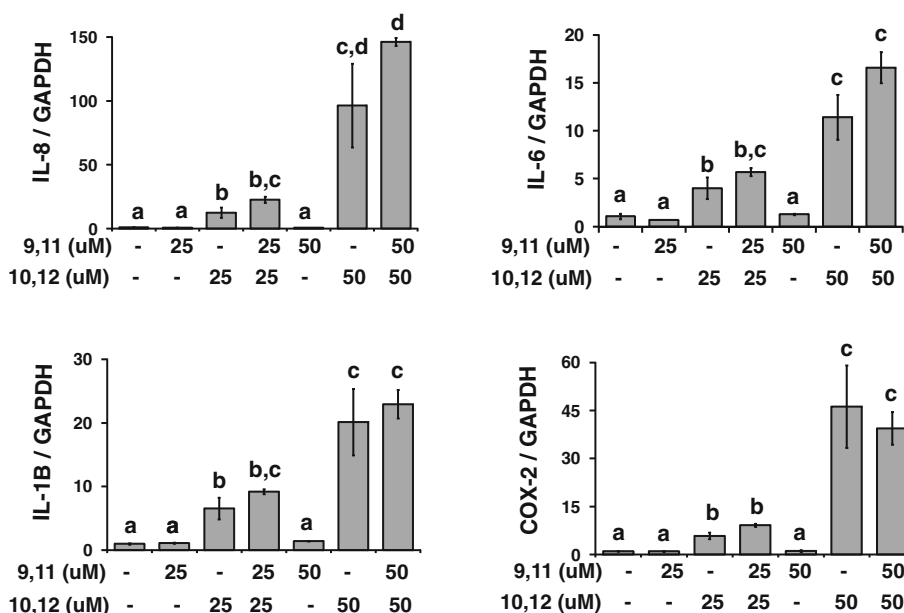 IL-8 / GAPDH
150
100
50
0
a a b b,c a c,d d
9,11 (uM) - 25 - 25 50 - 50
10,12 (uM) - - 25 25 - 50 50
IL-6 / GAPDH
20
15
10
5
0
a a b b,c a c c
9,11 (uM) - 25 - 25 50 - 50
10,12 (uM) - - 25 25 - 50 50
IL-1B / GAPDH
30
20
10
0
a a b b,c a c c
9,11 (uM) - 25 - 25 50 - 50
10,12 (uM) - - 25 25 - 50 50
COX-2 / GAPDH
60
45
30
15
0
a a b b a c c
9,11 (uM) - 25 - 25 50 - 50
10,12 (uM) - - 25 25 - 50 50